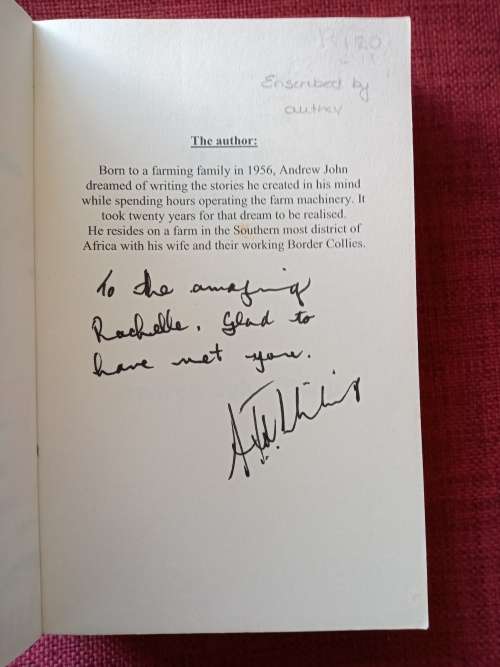 R120
Enscribed by
author
The author:
Born to a farming family in 1956, Andrew John
dreamed of writing the stories he created in his mind
while spending hours operating the farm machinery. It
took twenty years for that dream to be realised.
He resides on a farm in the Southern most district of
Africa with his wife and their working Border Collies.
To the amazing
Rachelle. Glad to
have met you.